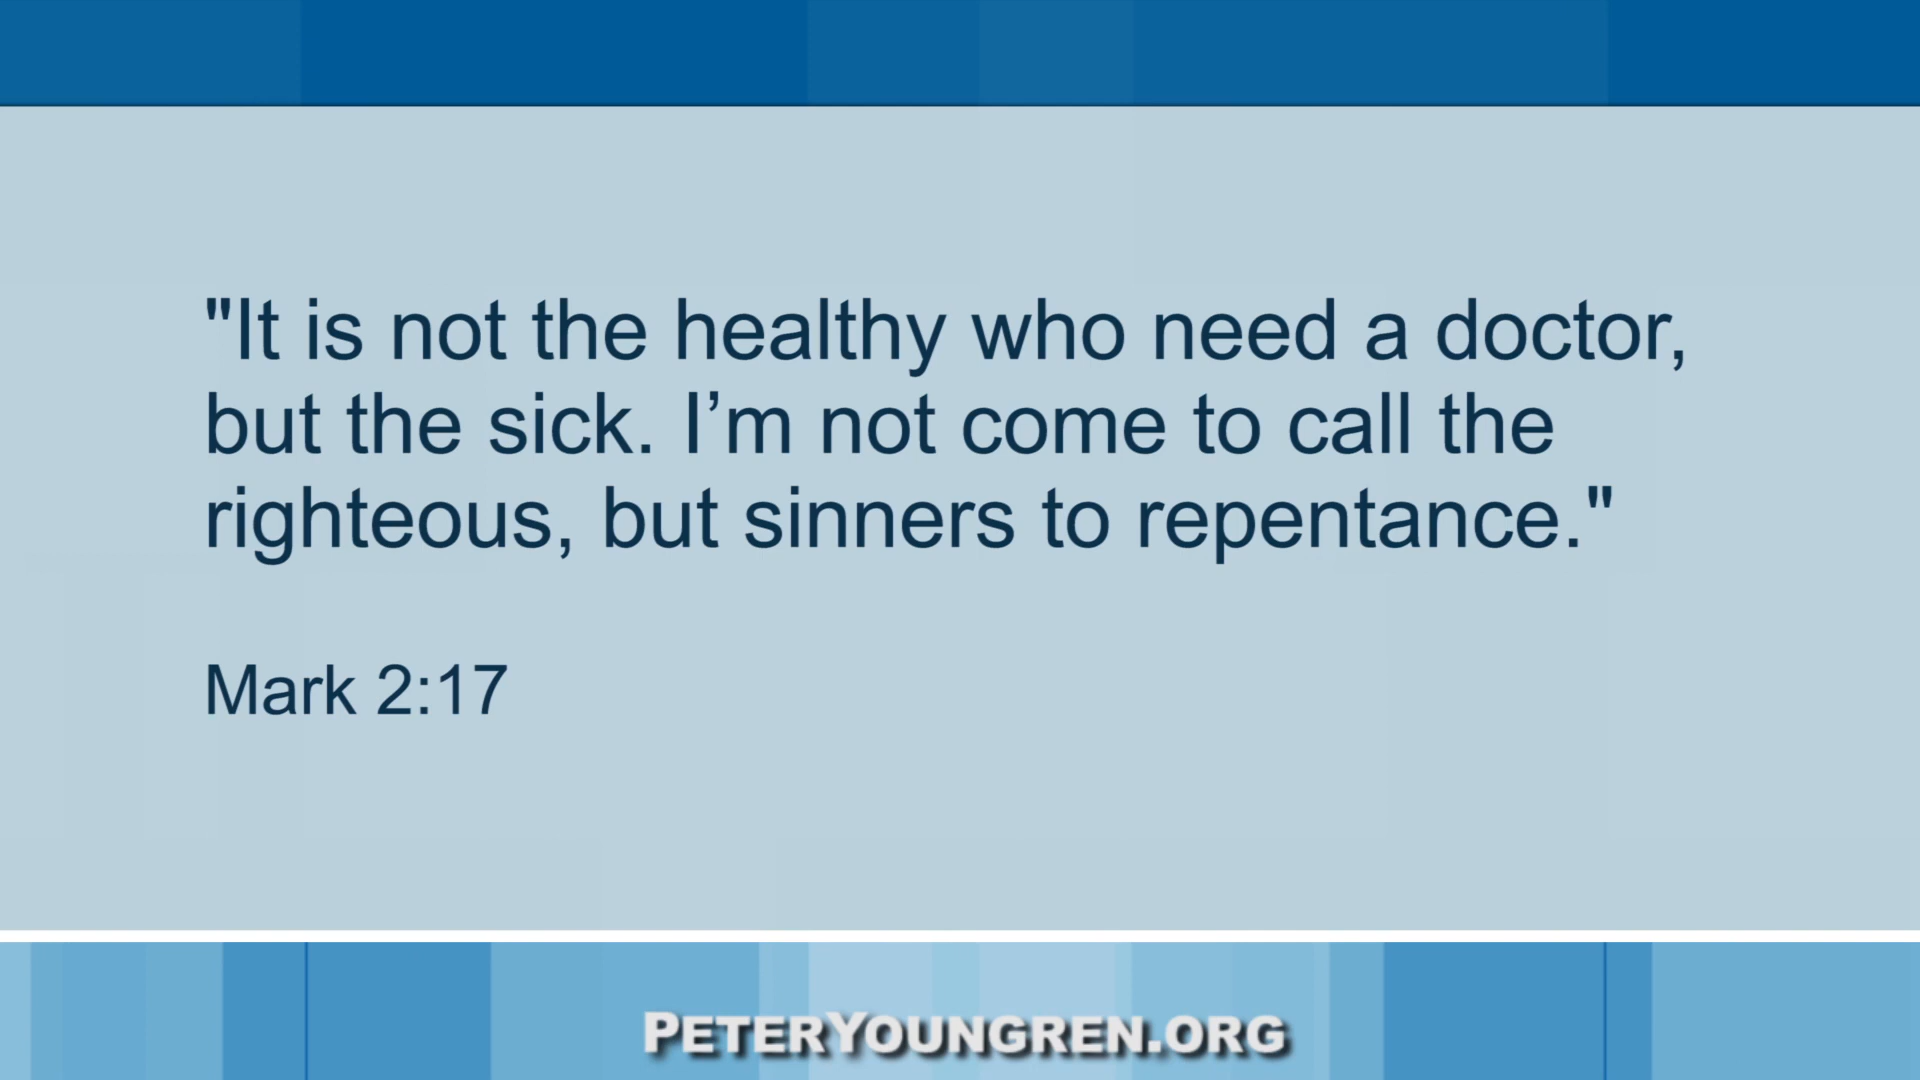 "It is not the healthy who need a doctor,
but the sick. I’m not come to call the
righteous, but sinners to repentance."
Mark 2:17
PETERYOUNGREN.ORG